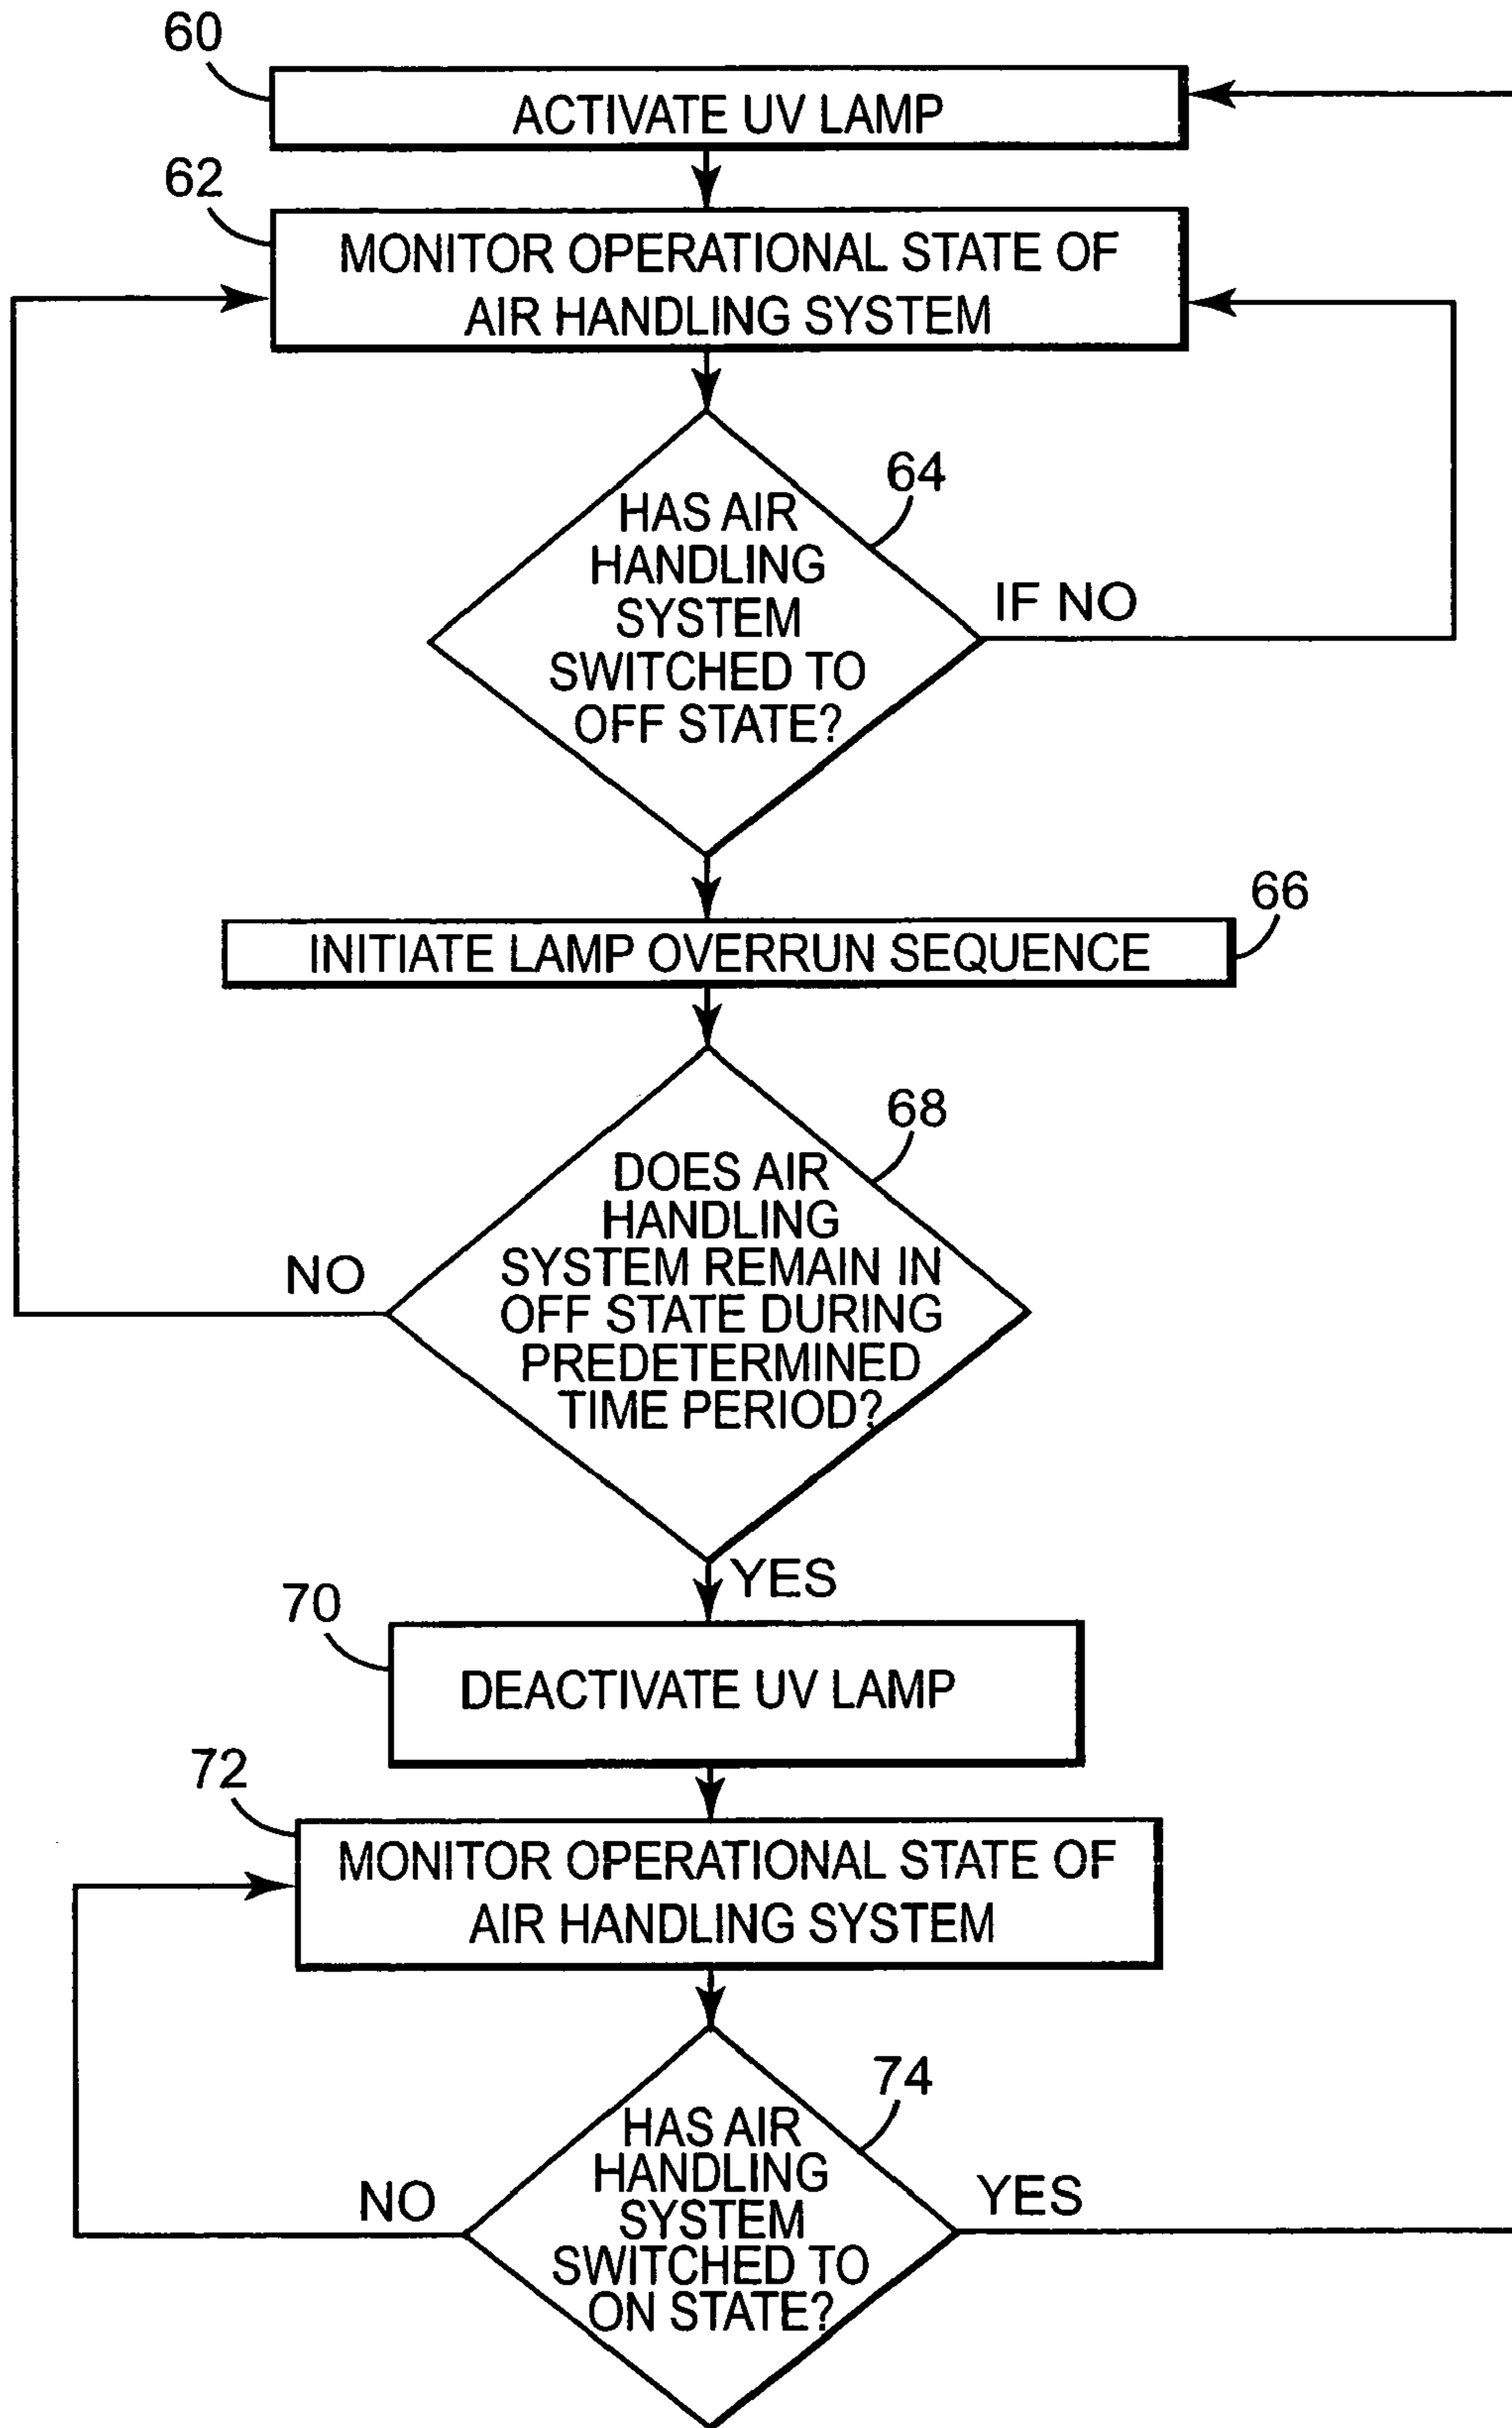 60
ACTIVATE UV LAMP
62
MONITOR OPERATIONAL STATE OF
AIR HANDLING SYSTEM
64
HAS AIR
HANDLING
SYSTEM
SWITCHED TO
OFF STATE?
IF NO
66
INITIATE LAMP OVERRUN SEQUENCE
68
DOES AIR
HANDLING
SYSTEM REMAIN IN
OFF STATE DURING
PREDETERMINED
TIME PERIOD?
NO
YES
70
DEACTIVATE UV LAMP
72
MONITOR OPERATIONAL STATE OF
AIR HANDLING SYSTEM
74
HAS AIR
HANDLING
SYSTEM
SWITCHED TO
ON STATE?
NO
YES